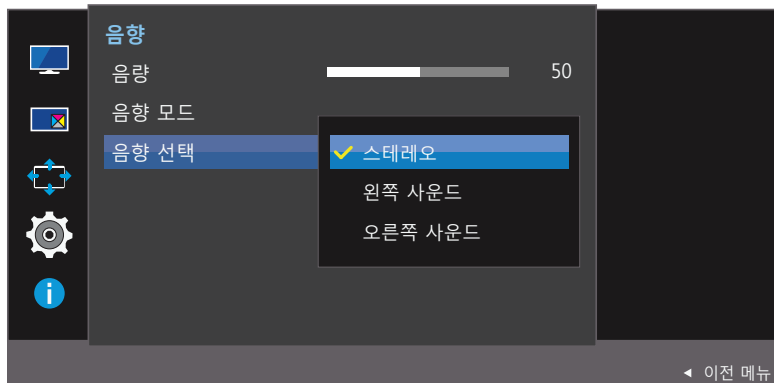 음향
음량 50
음향 모드
음향 선택 스테레오
왼쪽 사운드
오른쪽 사운드
이전 메뉴